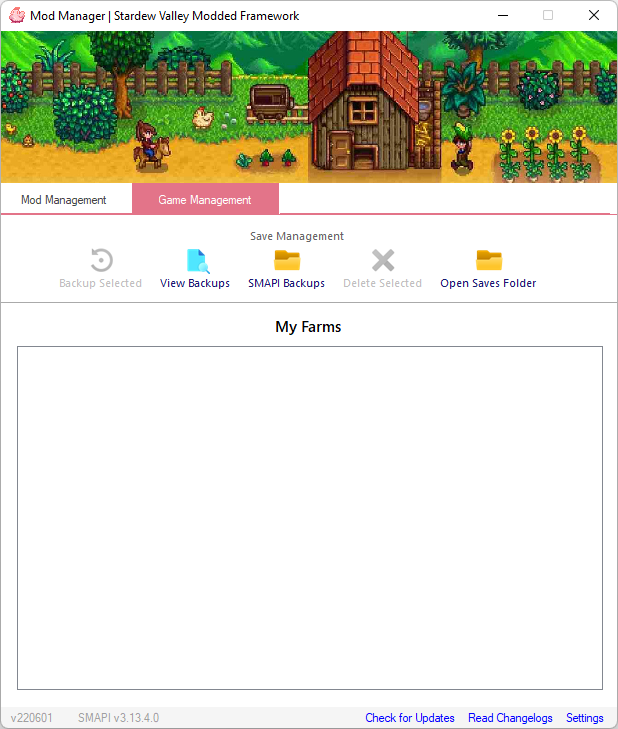 Mod Manager | Stardew Valley Modded Framework
Mod Management
Game Management
Save Management
Backup Selected
View Backups
SMAPI Backups
Delete Selected
Open Saves Folder
My Farms
v220601
SMAPI v3.13.4.0
Check for Updates
Read Changelogs
Settings